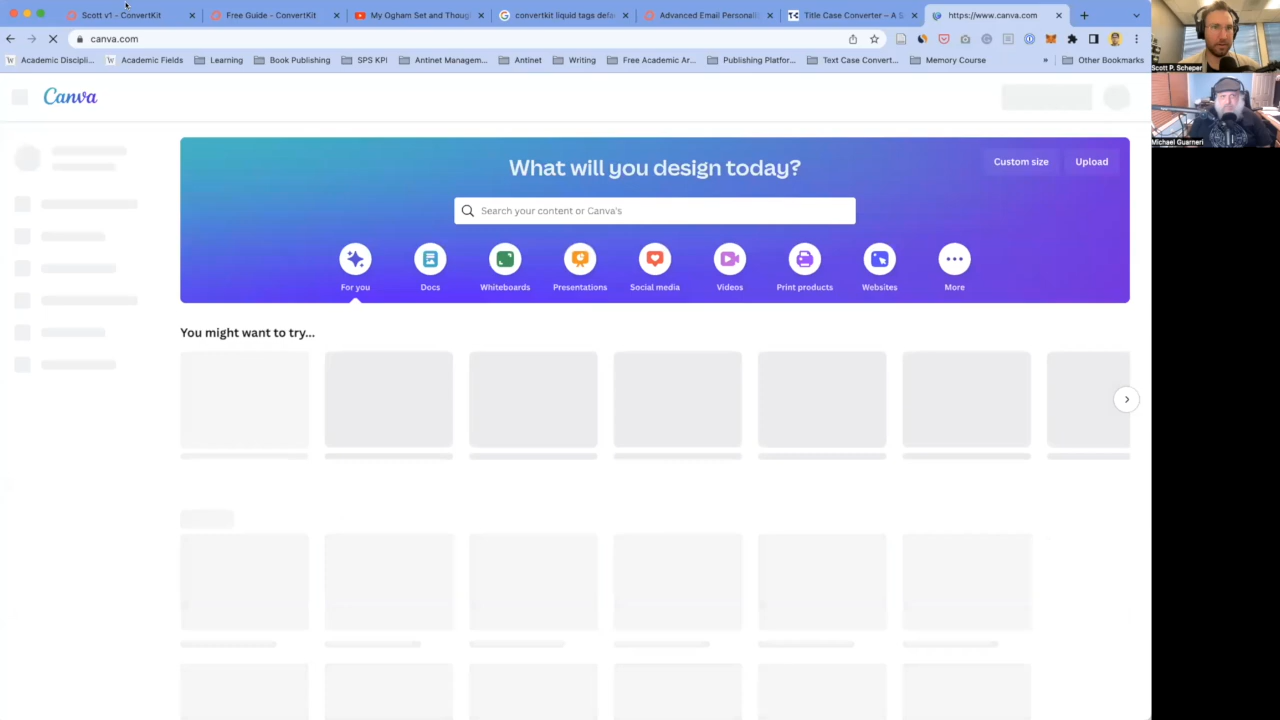 Scott v1 - ConvertKit
Free Guide - ConvertKit
My Ogham Set and Thoug
convertkit liquid tags defa
Advanced Email Personali
Title Case Converter – A S
https://www.canva.com
canva.com
Academic Discipli...
Academic Fields
Learning
Book Publishing
SPS KPI
Antinet Manageme...
Antinet
Writing
Free Academic Ar...
Publishing Platfor...
Text Case Convert...
Memory Course
»
Other Bookmarks
Scott P. Scheper
Michael Guarneri
Canva
What will you design today?
Custom size
Upload
Search your content or Canva's
For you
Docs
Whiteboards
Presentations
Social media
Videos
Print products
Websites
More
You might want to try...